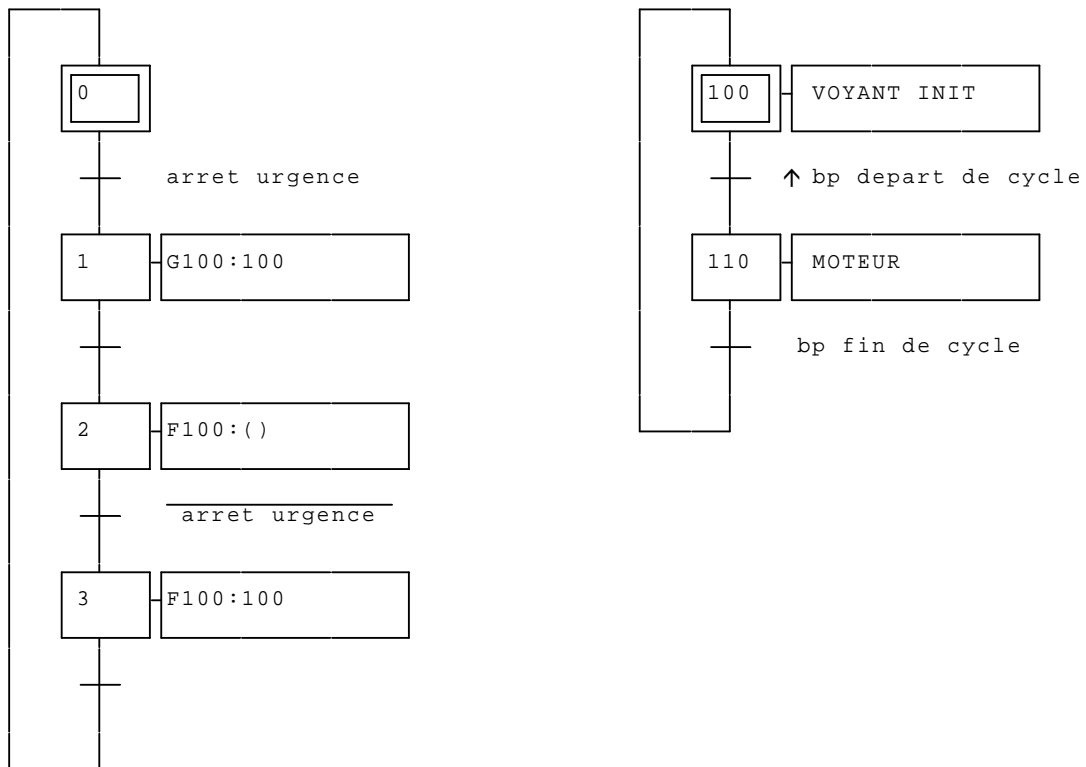 0
arret urgence
1
G100:100
2
F100:()
arret urgence
3
F100:100
100
VOYANT INIT
↑ bp depart de cycle
110
MOTEUR
bp fin de cycle